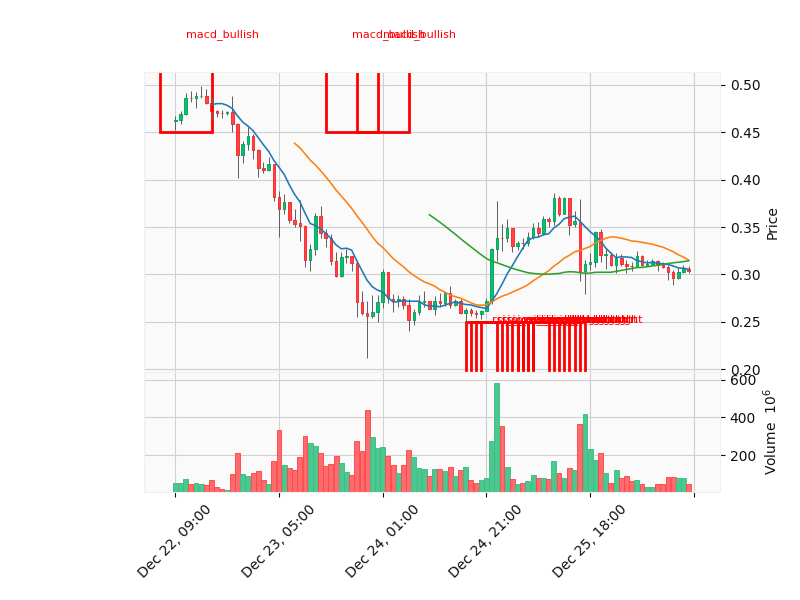 macd_bullish
macd_bullish
macd_bullish
0.50
0.45
0.40
0.35
0.30
0.25
0.20
Price
600
400
200
Volume 10^6
Dec 22, 09:00
Dec 23, 05:00
Dec 24, 01:00
Dec 24, 21:00
Dec 25, 18:00